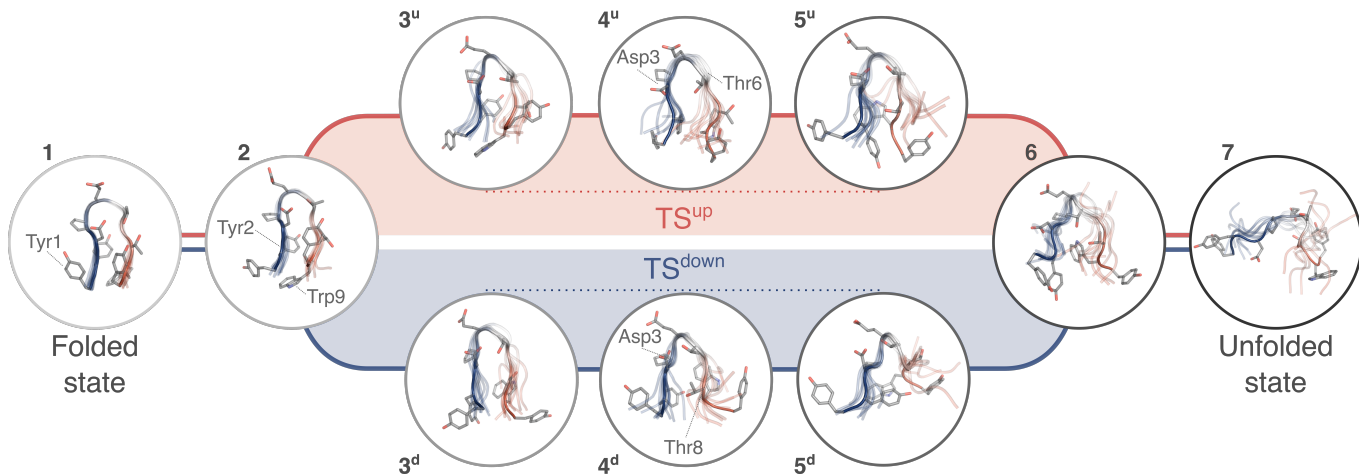 3ᵘ
4ᵘ
5ᵘ
Asp3
Thr6
1
2
6
7
Tyr1
Tyr2
Trp9
TSᵘᵖ
TSᵈᵒʷⁿ
Folded
state
Unfolded
state
Asp3
Thr8
3ᵈ
4ᵈ
5ᵈ